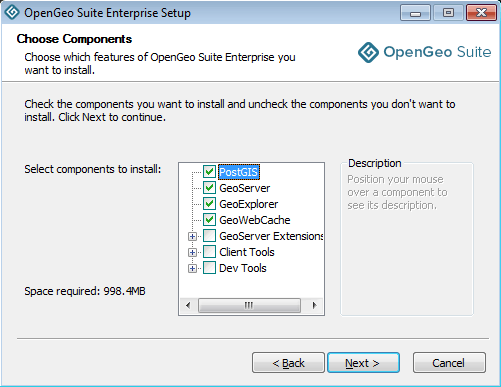 OpenGeo Suite Enterprise Setup
Choose Components
Choose which features of OpenGeo Suite Enterprise you
want to install.
OpenGeo Suite
Check the components you want to install and uncheck the components you don't want to
install. Click Next to continue.
Select components to install:
PostGIS
GeoServer
GeoExplorer
GeoWebCache
GeoServer Extensions
Client Tools
Dev Tools
Description
Position your mouse
over a component to
see its description.
Space required: 998.4MB
< Back
Next >
Cancel